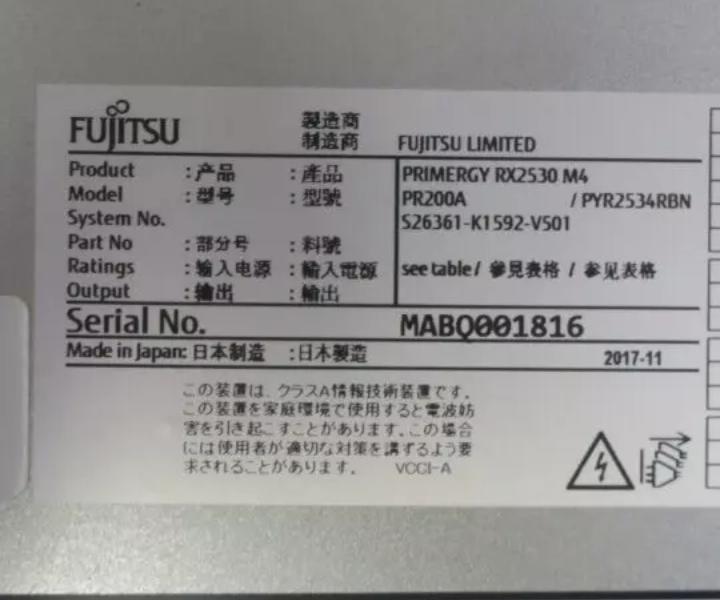 FUJITSU
製造商
制造商 FUJITSU LIMITED
Product :产品 :產品 PRIMERGY RX2530 M4
Model :型号 :型號 PR200A / PYR2534RBN
System No. S26361-K1592-V501
Part No :部分号 :料號
Ratings :输入电源 :輸入電源 see table / 參見表格 / 参见表格
Output :输出 :輸出
Serial No. MABQ001816
Made in Japan: 日本制造 :日本製造 2017-11
この装置は、クラスA情報技術装置です。
この装置を家庭環境で使用すると電波妨
害を引き起こすことがあります。この場合
には使用者が適切な対策を講ずるよう要
求されることがあります。 VCCI-A